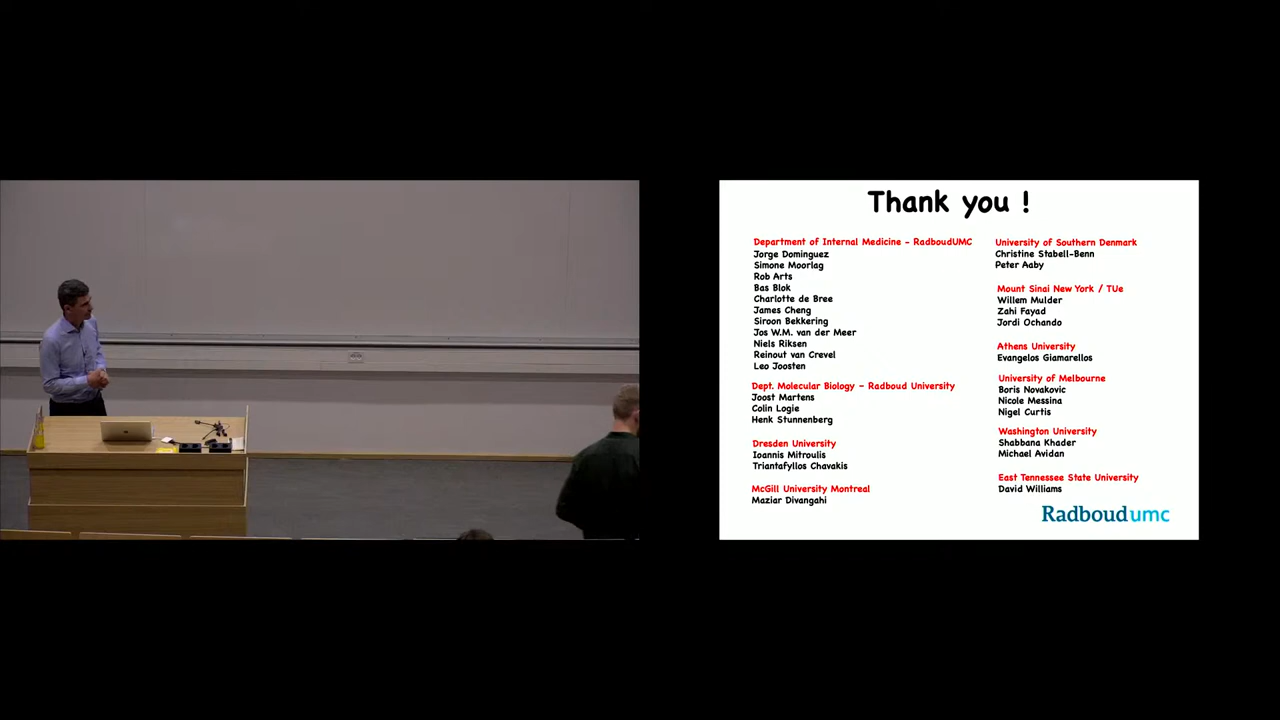 Thank you !
Department of Internal Medicine - RadboudUMC
Jorge Dominguez
Simone Moorlag
Rob Arts
Bas Blok
Charlotte de Bree
James Cheng
Siroon Bekkering
Jos W.M. van der Meer
Niels Riksen
Reinout van Crevel
Leo Joosten
Dept. Molecular Biology - Radboud University
Joost Martens
Colin Logie
Henk Stunnenberg
Dresden University
Ioannis Mitroulis
Triantafyllos Chavakis
McGill University Montreal
Maziar Divangahi
University of Southern Denmark
Christine Stabell-Benn
Peter Aaby
Mount Sinai New York / TUe
Willem Mulder
Zahi Fayad
Jordi Ochando
Athens University
Evangelos Giamarellos
University of Melbourne
Boris Novakovic
Nicole Messina
Nigel Curtis
Washington University
Shabbana Khader
Michael Avidan
East Tennessee State University
David Williams
Radboudumc